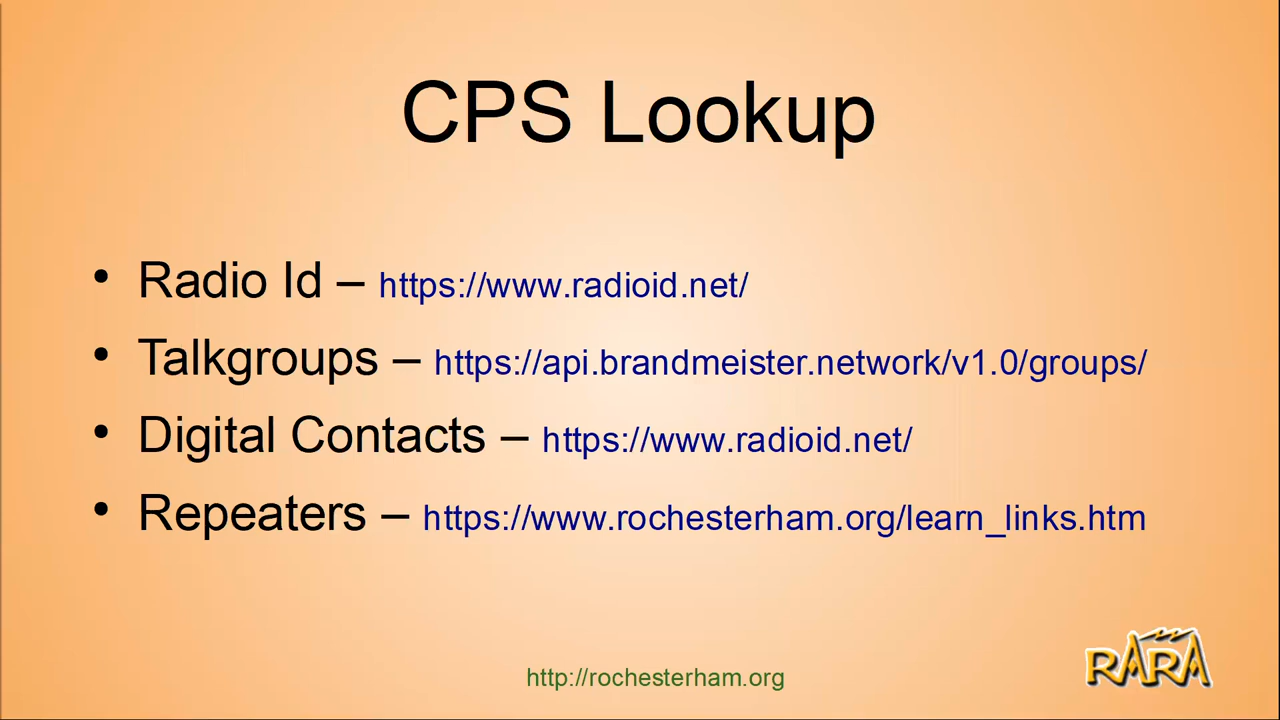 CPS Lookup
• Radio Id – https://www.radioid.net/
• Talkgroups – https://api.brandmeister.network/v1.0/groups/
• Digital Contacts – https://www.radioid.net/
• Repeaters – https://www.rochesterham.org/learn_links.htm
http://rochesterham.org
RARA